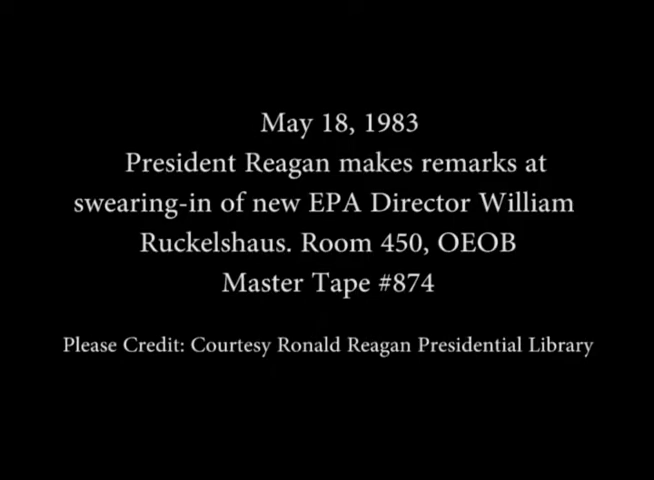 May 18, 1983
President Reagan makes remarks at
swearing-in of new EPA Director William
Ruckelshaus. Room 450, OEOB
Master Tape #874
Please Credit: Courtesy Ronald Reagan Presidential Library